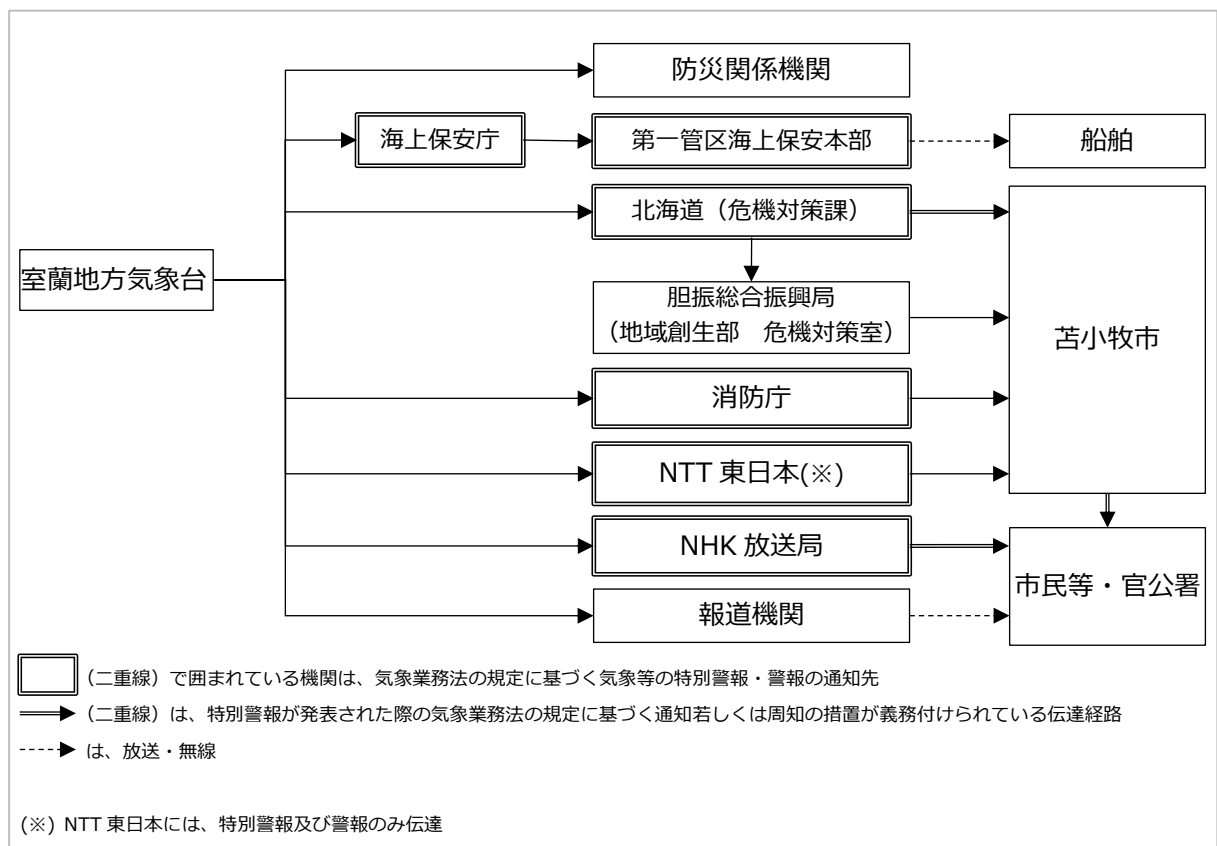 防災関係機関
海上保安庁
第一管区海上保安本部
船舶
北海道（危機対策課）
室蘭地方気象台
胆振総合振興局
（地域創生部　危機対策室）
苫小牧市
消防庁
NTT 東日本(※)
NHK 放送局
市民等・官公署
報道機関
（二重線）で囲まれている機関は、気象業務法の規定に基づく気象等の特別警報・警報の通知先
（二重線）は、特別警報が発表された際の気象業務法の規定に基づく通知若しくは周知の措置が義務付けられている伝達経路
は、放送・無線
(※) NTT 東日本には、特別警報及び警報のみ伝達